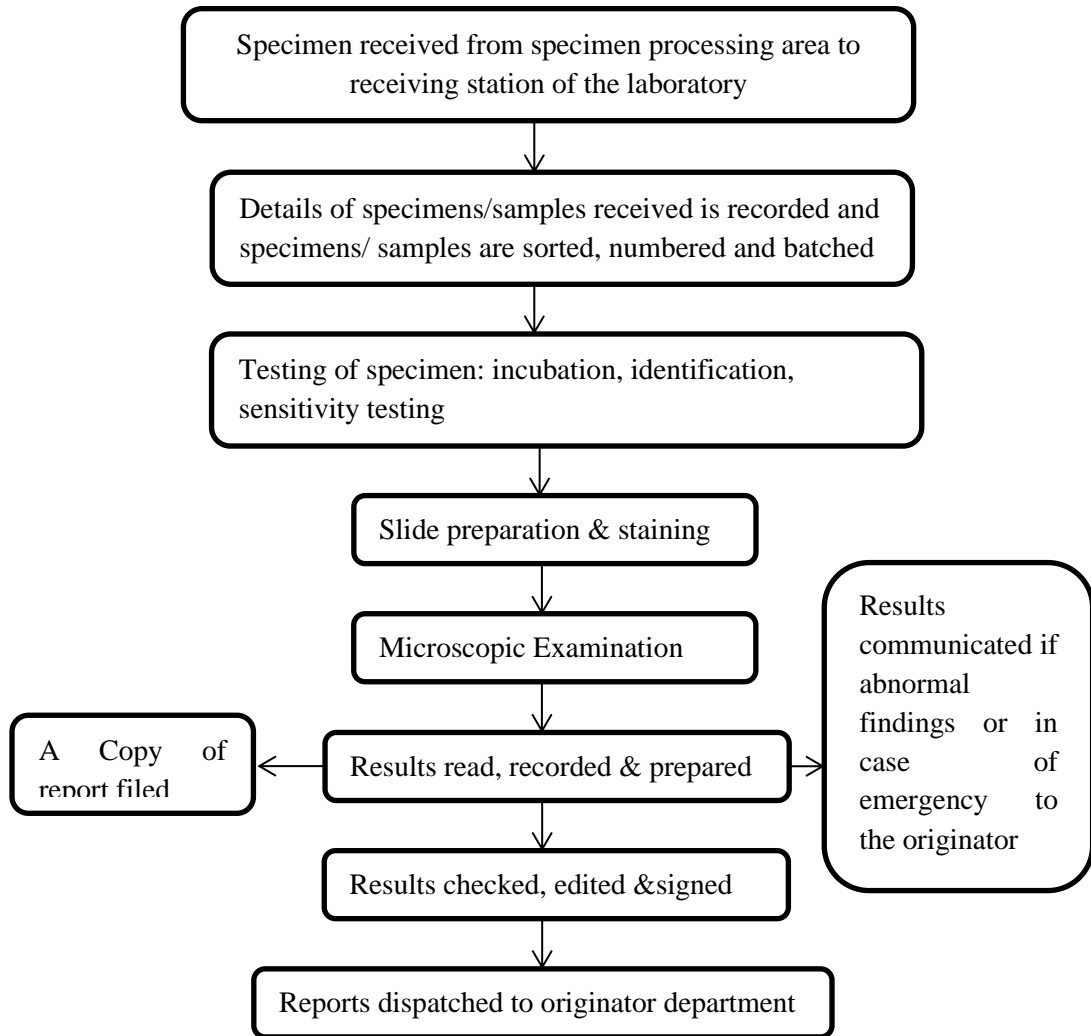 Specimen received from specimen processing area to
receiving station of the laboratory
Details of specimens/samples received is recorded and
specimens/ samples are sorted, numbered and batched
Testing of specimen: incubation, identification,
sensitivity testing
Slide preparation & staining
Microscopic Examination
Results read, recorded & prepared
A Copy of
report filed
Results
communicated if
abnormal
findings or in
case of
emergency to
the originator
Results checked, edited &signed
Reports dispatched to originator department